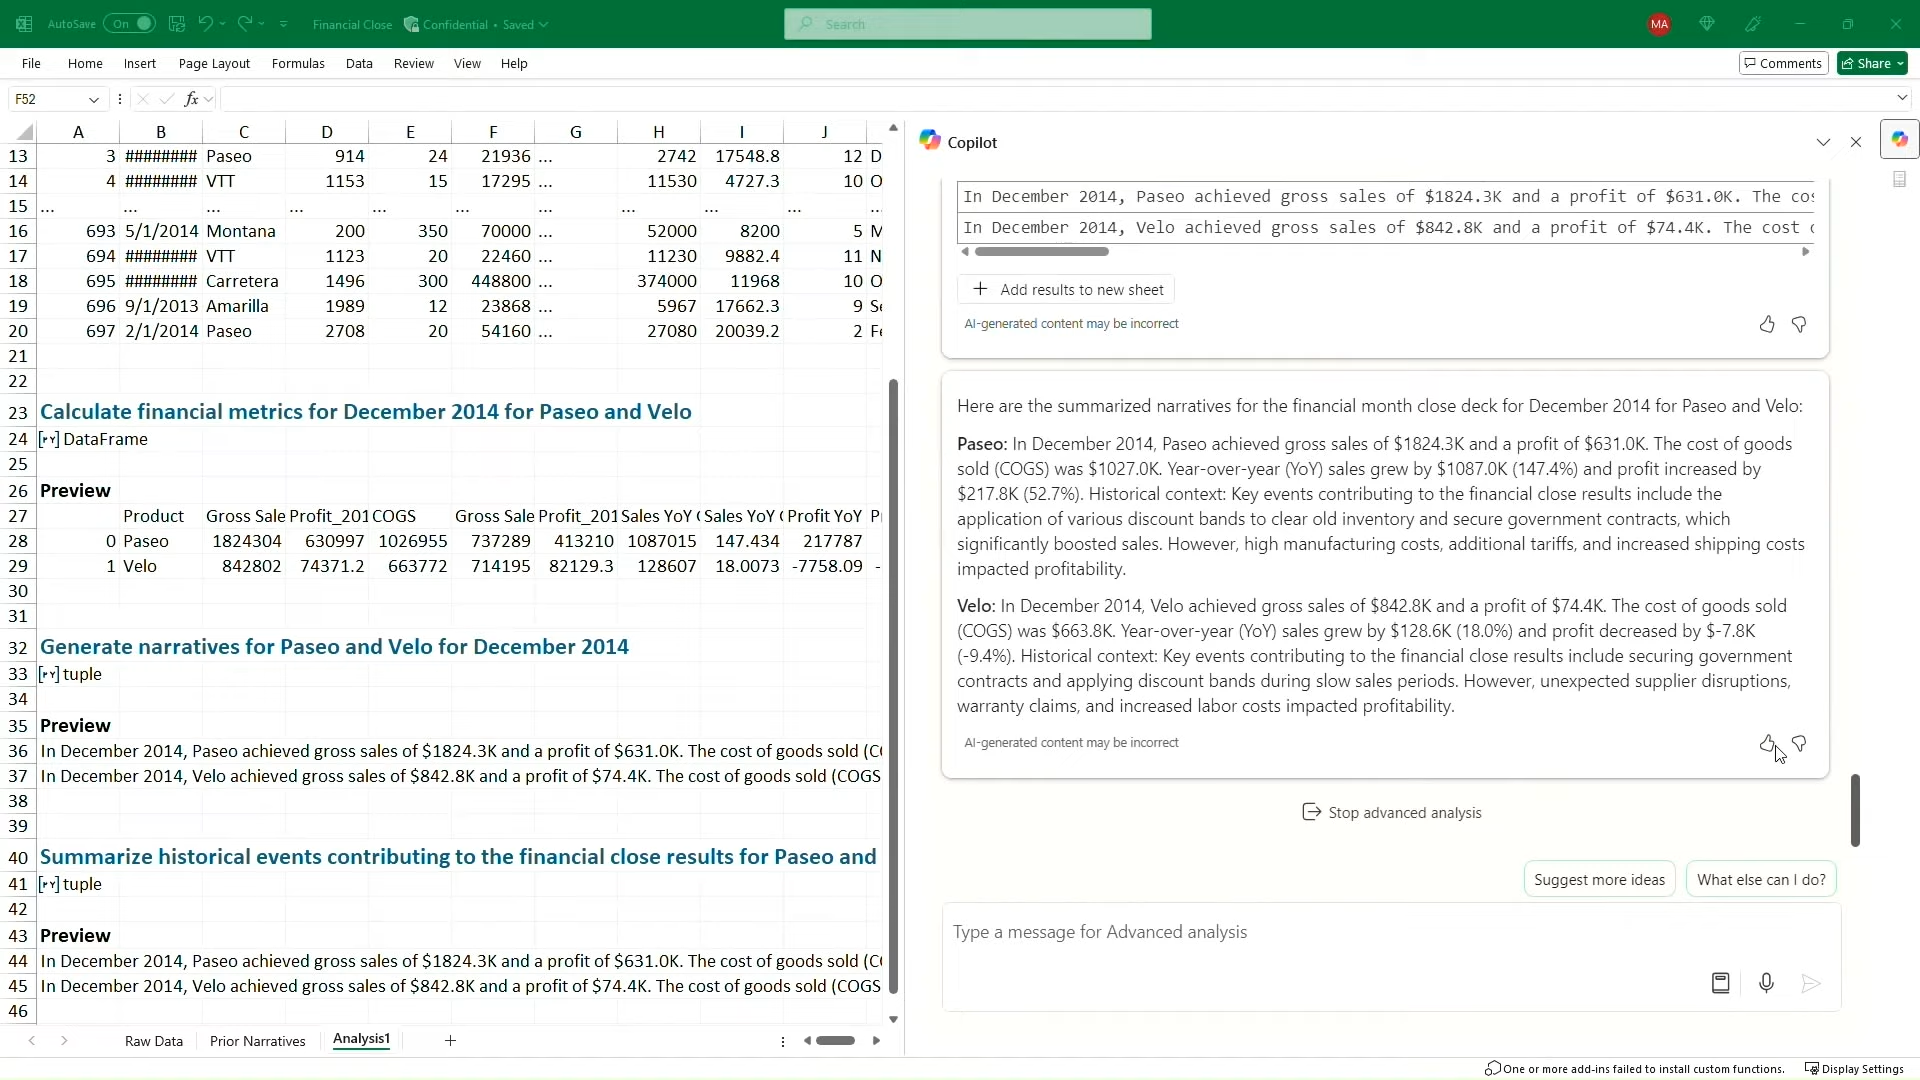 AutoSave On Financial Close Confidential • Saved Search MA
File Home Insert Page Layout Formulas Data Review View Help Comments Share
F52 fx
A B C D E F G H I J
13 3 ######## Paseo 914 24 21936 ... 2742 17548.8 12 D
14 4 ######## VTT 1153 15 17295 ... 11530 4727.3 10 O
15 ... ... ... ... ... ... ... ... ... ... ...
16 693 5/1/2014 Montana 200 350 70000 ... 52000 8200 5 M
17 694 ######## VTT 1123 20 22460 ... 11230 9882.4 11 N
18 695 ######## Carretera 1496 300 448800 ... 374000 11968 10 O
19 696 9/1/2013 Amarilla 1989 12 23868 ... 5967 17662.3 9 Se
20 697 2/1/2014 Paseo 2708 20 54160 ... 27080 20039.2 2 Fe
21
22
23 Calculate financial metrics for December 2014 for Paseo and Velo
24 [PY] DataFrame
25
26 Preview
27 Product Gross Sale Profit_201 COGS Gross Sale Profit_201 Sales YoY ( Sales YoY ( Profit YoY P
28 0 Paseo 1824304 630997 1026955 737289 413210 1087015 147.434 217787
29 1 Velo 842802 74371.2 663772 714195 82129.3 128607 18.0073 -7758.09 -
30
31
32 Generate narratives for Paseo and Velo for December 2014
33 [PY] tuple
34
35 Preview
36 In December 2014, Paseo achieved gross sales of $1824.3K and a profit of $631.0K. The cost of goods sold (C
37 In December 2014, Velo achieved gross sales of $842.8K and a profit of $74.4K. The cost of goods sold (COGS
38
39
40 Summarize historical events contributing to the financial close results for Paseo and
41 [PY] tuple
42
43 Preview
44 In December 2014, Paseo achieved gross sales of $1824.3K and a profit of $631.0K. The cost of goods sold (C
45 In December 2014, Velo achieved gross sales of $842.8K and a profit of $74.4K. The cost of goods sold (COGS
46
Raw Data Prior Narratives Analysis1
Copilot
In December 2014, Paseo achieved gross sales of $1824.3K and a profit of $631.0K. The cos
In December 2014, Velo achieved gross sales of $842.8K and a profit of $74.4K. The cost o
Add results to new sheet
AI-generated content may be incorrect
Here are the summarized narratives for the financial month close deck for December 2014 for Paseo and Velo:
Paseo: In December 2014, Paseo achieved gross sales of $1824.3K and a profit of $631.0K. The cost of goods
sold (COGS) was $1027.0K. Year-over-year (YoY) sales grew by $1087.0K (147.4%) and profit increased by
$217.8K (52.7%). Historical context: Key events contributing to the financial close results include the
application of various discount bands to clear old inventory and secure government contracts, which
significantly boosted sales. However, high manufacturing costs, additional tariffs, and increased shipping costs
impacted profitability.
Velo: In December 2014, Velo achieved gross sales of $842.8K and a profit of $74.4K. The cost of goods sold
(COGS) was $663.8K. Year-over-year (YoY) sales grew by $128.6K (18.0%) and profit decreased by $-7.8K
(-9.4%). Historical context: Key events contributing to the financial close results include securing government
contracts and applying discount bands during slow sales periods. However, unexpected supplier disruptions,
warranty claims, and increased labor costs impacted profitability.
AI-generated content may be incorrect
Stop advanced analysis
Suggest more ideas What else can I do?
Type a message for Advanced analysis
One or more add-ins failed to install custom functions. Display Settings